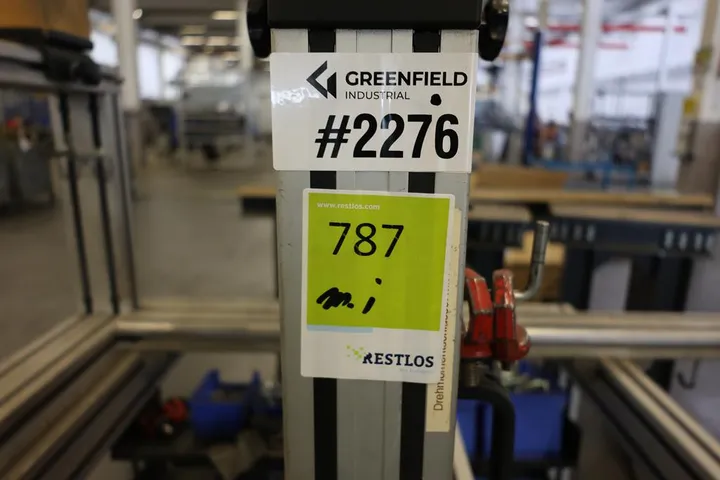 GREENFIELD
INDUSTRIAL
#2276
www.restlos.com
787
m. i
RESTLOS